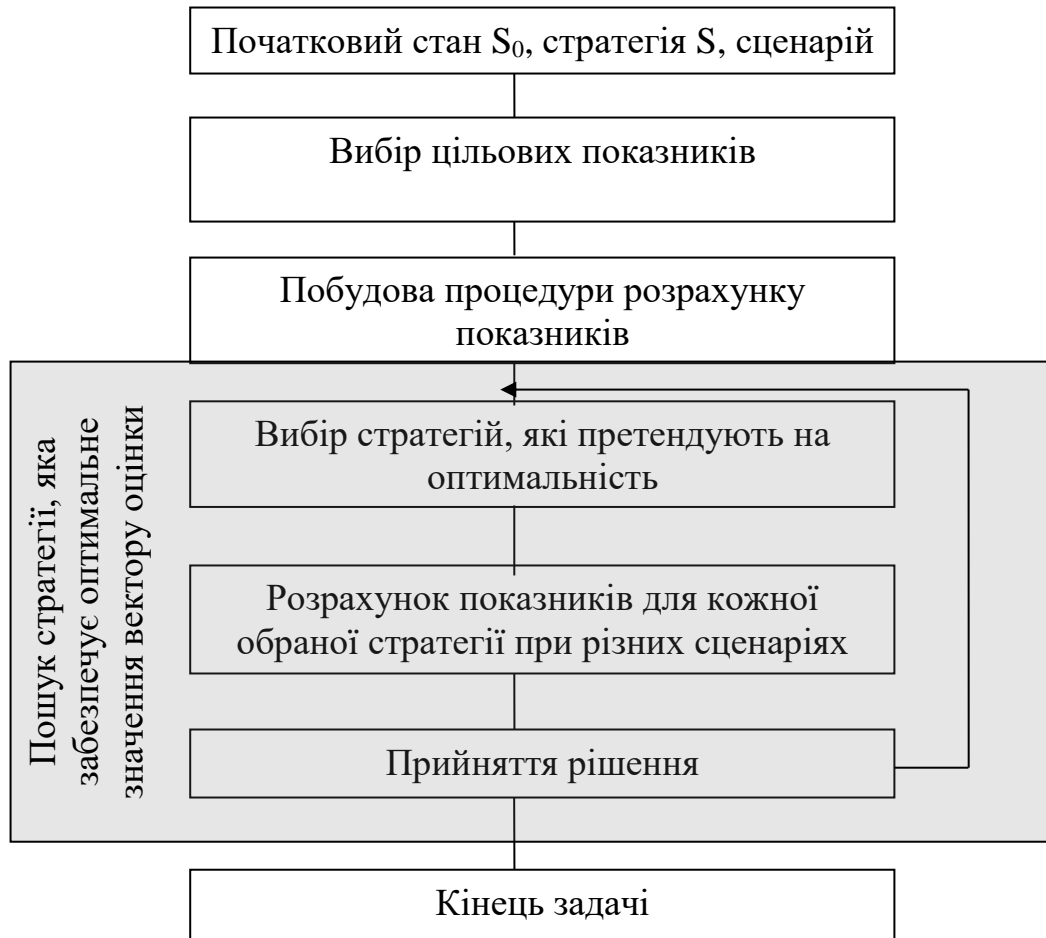 Початковий стан S₀, стратегія S, сценарій
Вибір цільових показників
Побудова процедури розрахунку
показників
Пошук стратегії, яка
забезпечує оптимальне
значення вектору оцінки
Вибір стратегій, які претендують на
оптимальність
Розрахунок показників для кожної
обраної стратегії при різних сценаріях
Прийняття рішення
Кінець задачі